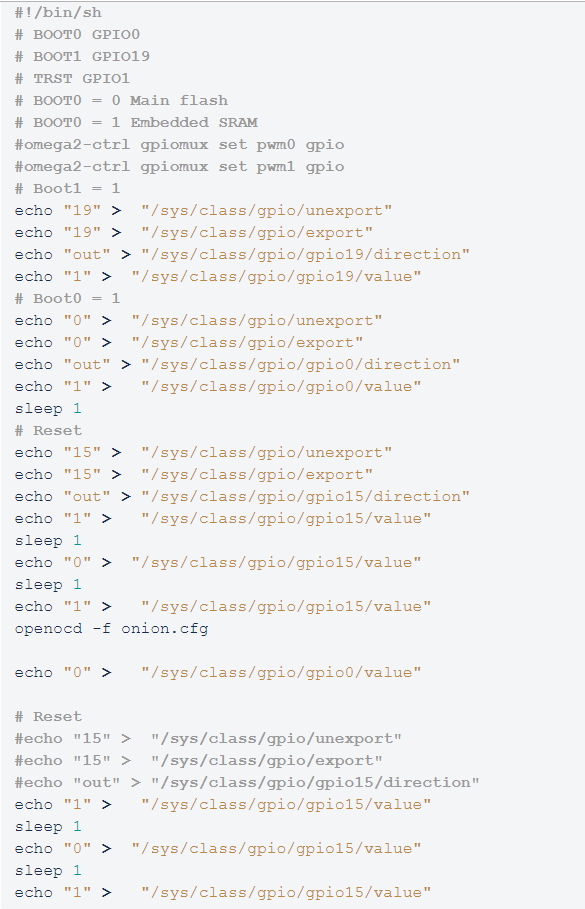 #!/bin/sh
# BOOT0 GPIO0
# BOOT1 GPIO19
# TRST GPIO1
# BOOT0 = 0 Main flash
# BOOT0 = 1 Embedded SRAM
#omega2-ctrl gpiomux set pwm0 gpio
#omega2-ctrl gpiomux set pwm1 gpio
# Boot1 = 1
echo "19" >  "/sys/class/gpio/unexport"
echo "19" >  "/sys/class/gpio/export"
echo "out" > "/sys/class/gpio/gpio19/direction"
echo "1" >  "/sys/class/gpio/gpio19/value"
# Boot0 = 1
echo "0" >  "/sys/class/gpio/unexport"
echo "0" >  "/sys/class/gpio/export"
echo "out" > "/sys/class/gpio/gpio0/direction"
echo "1" >   "/sys/class/gpio/gpio0/value"
sleep 1
# Reset
echo "15" >  "/sys/class/gpio/unexport"
echo "15" >  "/sys/class/gpio/export"
echo "out" > "/sys/class/gpio/gpio15/direction"
echo "1" >   "/sys/class/gpio/gpio15/value"
sleep 1
echo "0" >  "/sys/class/gpio/gpio15/value"
sleep 1
echo "1" >   "/sys/class/gpio/gpio15/value"
openocd -f onion.cfg

echo "0" >   "/sys/class/gpio/gpio0/value"

# Reset
#echo "15" >  "/sys/class/gpio/unexport"
#echo "15" >  "/sys/class/gpio/export"
#echo "out" > "/sys/class/gpio/gpio15/direction"
echo "1" >   "/sys/class/gpio/gpio15/value"
sleep 1
echo "0" >  "/sys/class/gpio/gpio15/value"
sleep 1
echo "1" >   "/sys/class/gpio/gpio15/value"